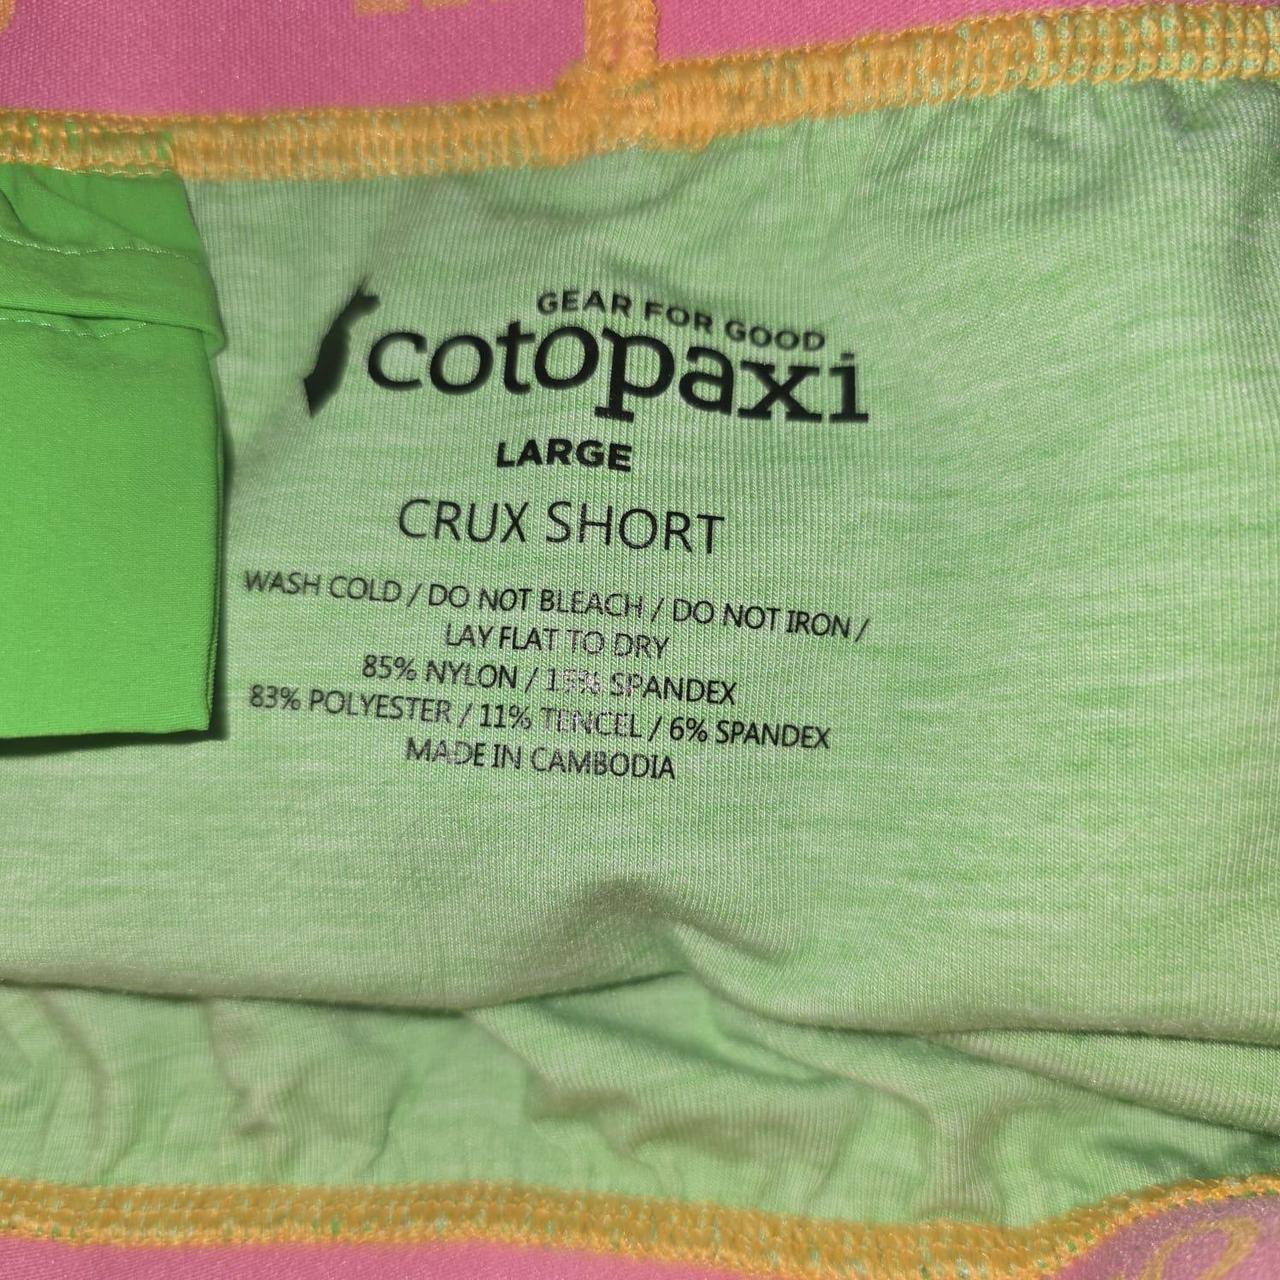 GEAR FOR GOOD
cotopaxi
LARGE
CRUX SHORT
WASH COLD / DO NOT BLEACH / DO NOT IRON /
LAY FLAT TO DRY
85% NYLON / 15% SPANDEX
83% POLYESTER / 11% TENCEL / 6% SPANDEX
MADE IN CAMBODIA